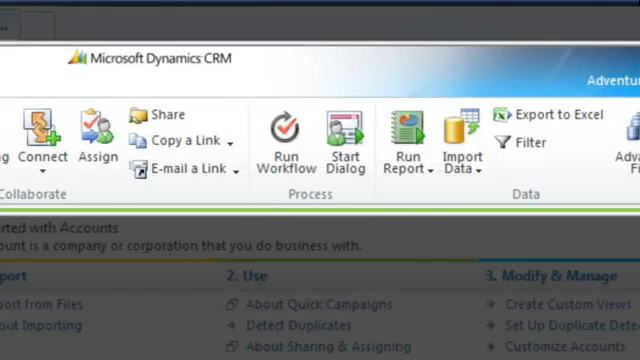 Microsoft Dynamics CRM
Adventur
Share
Export to Excel
Copy a Link
Filter
Connect
Assign
Run Workflow
Start Dialog
Run Report
Import Data
E-mail a Link
Collaborate
Process
Data
rted with Accounts
ount is a company or corporation that you do business with.
port
2. Use
3. Modify & Manage
ort from Files
About Quick Campaigns
Create Custom Views
out Importing
Detect Duplicates
Set Up Duplicate Dete
About Sharing & Assigning
Customize Accounts